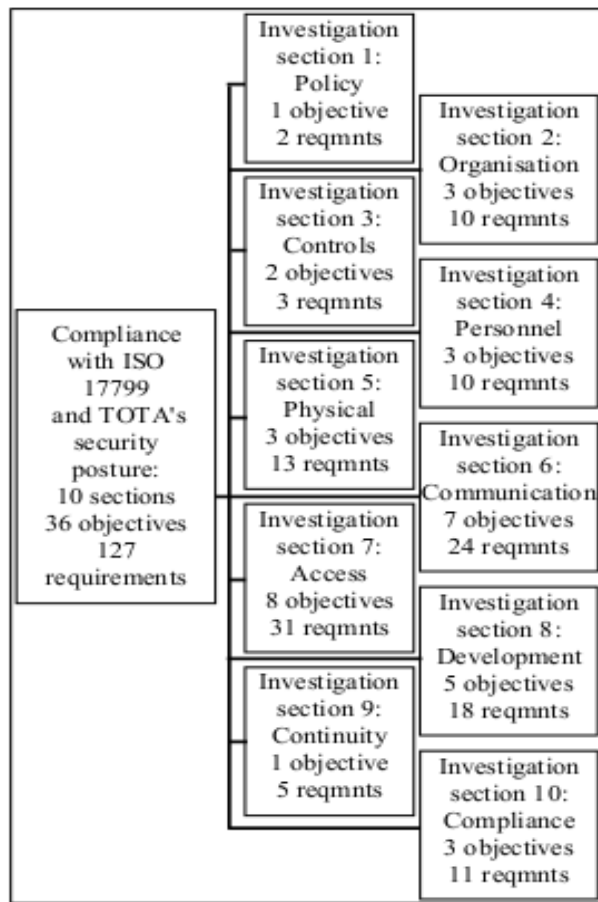 Investigation
section 1:
Policy
1 objective
2 reqmnts
Investigation
section 2:
Organisation
3 objectives
10 reqmnts
Investigation
section 3:
Controls
2 objectives
3 reqmnts
Investigation
section 4:
Personnel
3 objectives
10 reqmnts
Compliance
with ISO
17799
and TOTA's
security
posture:
10 sections
36 objectives
127
requirements
Investigation
section 5:
Physical
3 objectives
13 reqmnts
Investigation
section 6:
Communication
7 objectives
24 reqmnts
Investigation
section 7:
Access
8 objectives
31 reqmnts
Investigation
section 8:
Development
5 objectives
18 reqmnts
Investigation
section 9:
Continuity
1 objective
5 reqmnts
Investigation
section 10:
Compliance
3 objectives
11 reqmnts